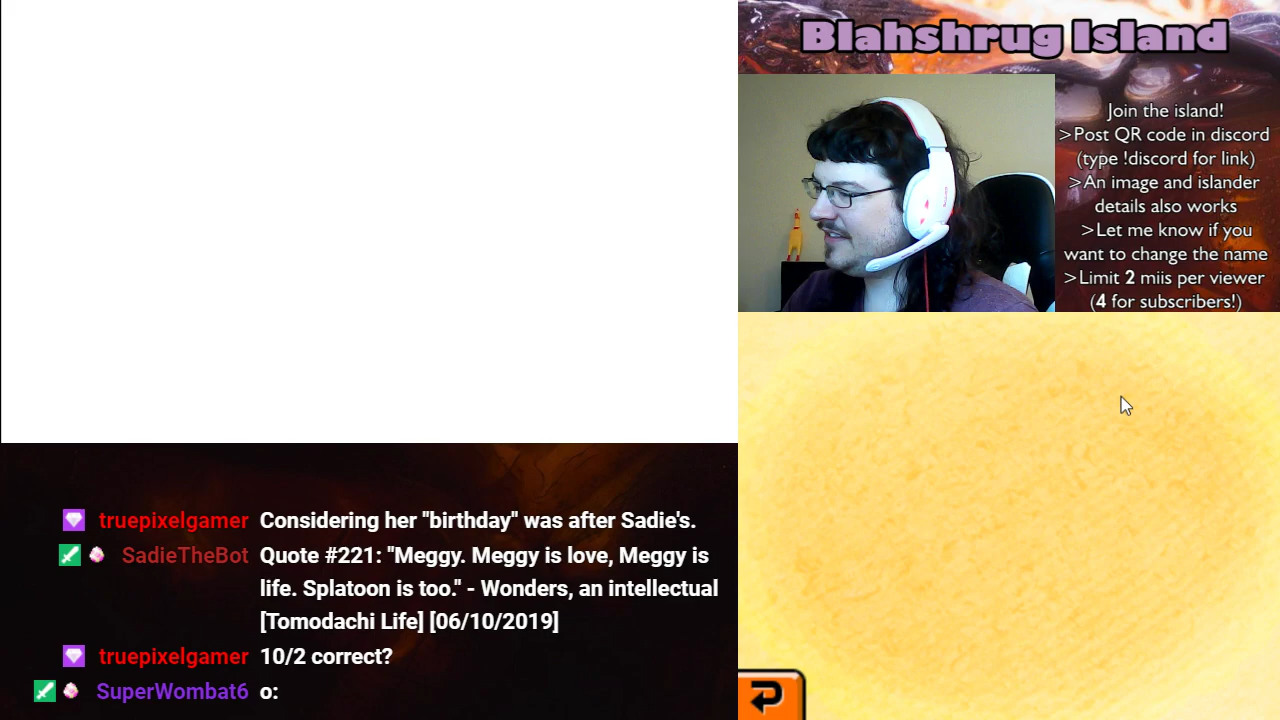 Blahshrug Island
Join the island!
>Post QR code in discord
(type !discord for link)
>An image and islander
details also works
>Let me know if you
want to change the name
>Limit 2 miis per viewer
(4 for subscribers!)
truepixelgamer Considering her "birthday" was after Sadie's.
SadieTheBot Quote #221: "Meggy. Meggy is love, Meggy is
life. Splatoon is too." - Wonders, an intellectual
[Tomodachi Life] [06/10/2019]
truepixelgamer 10/2 correct?
SuperWombat6 o: